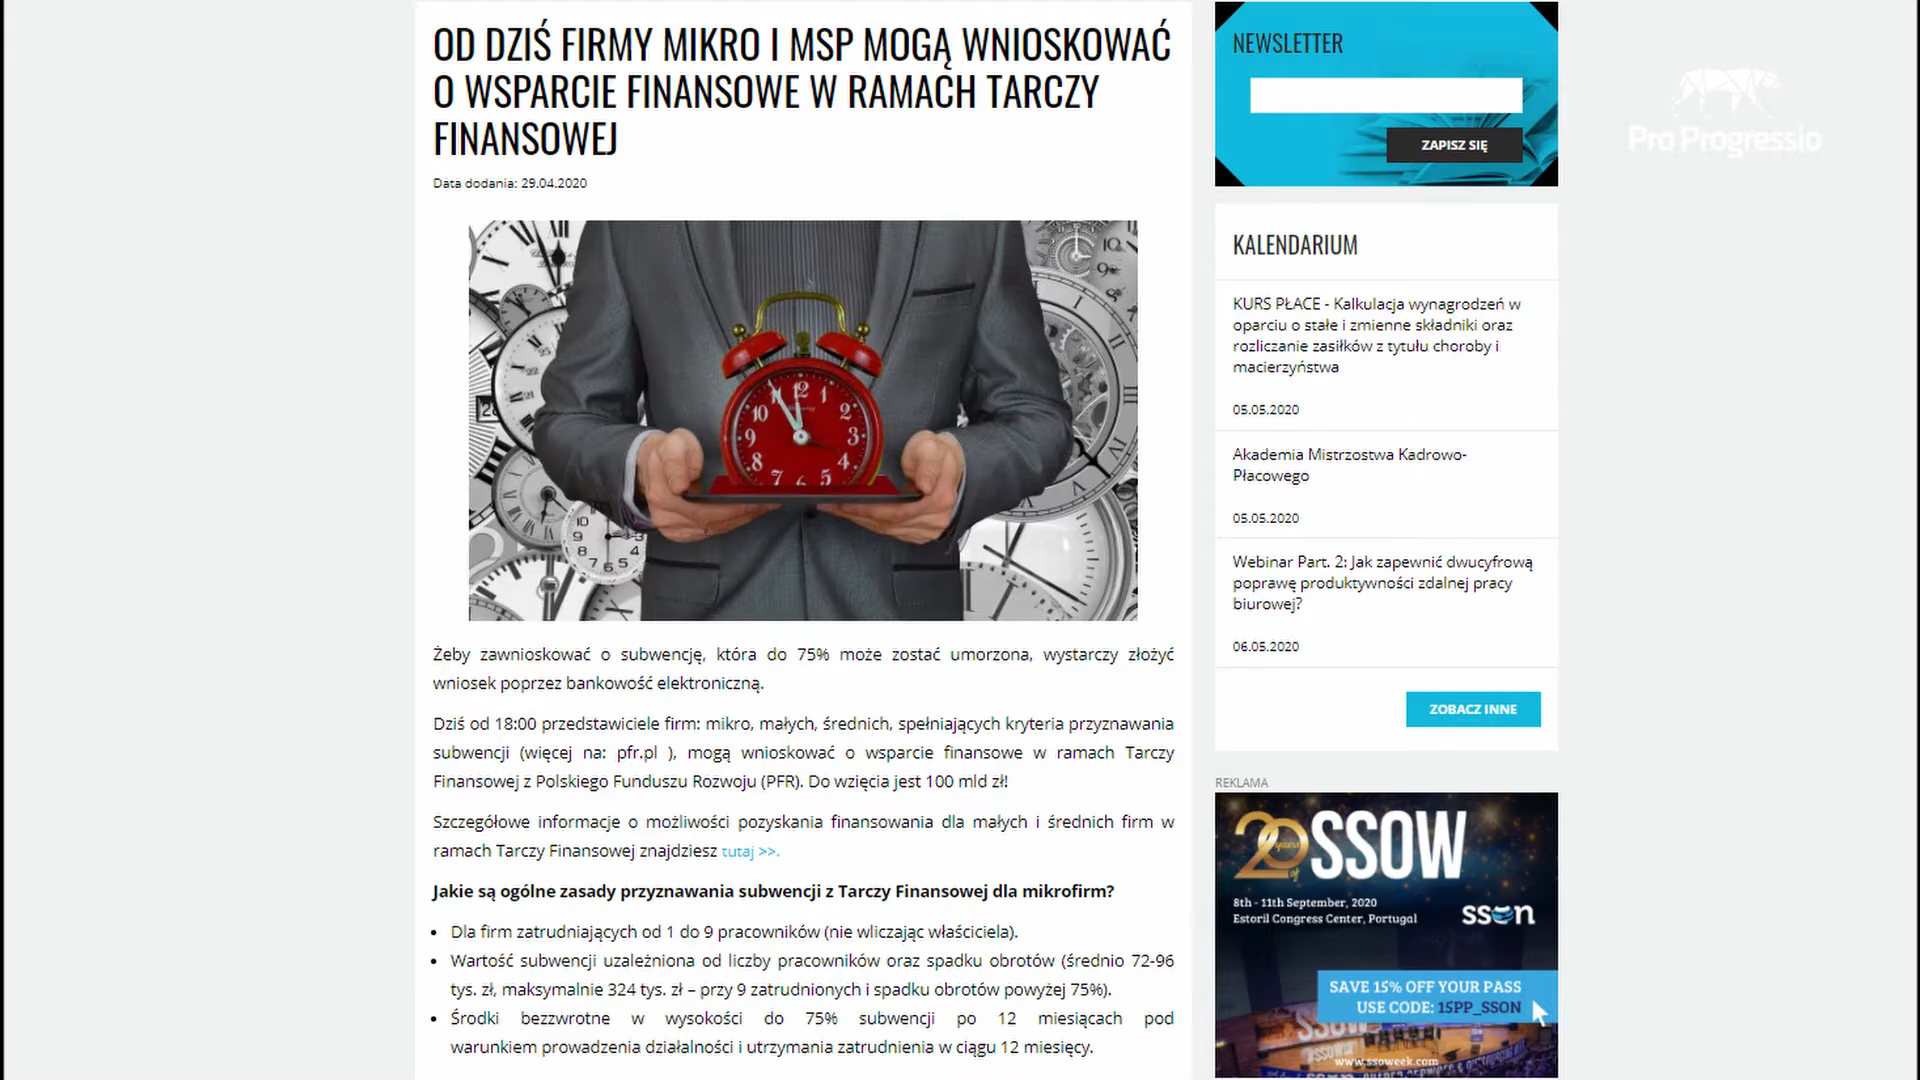 OD DZIŚ FIRMY MIKRO I MSP MOGĄ WNIOSKOWAĆ
O WSPARCIE FINANSOWE W RAMACH TARCZY
FINANSOWEJ
Data dodania: 29.04.2020
Żeby zawnioskować o subwencję, która do 75% może zostać umorzona, wystarczy złożyć
wniosek poprzez bankowość elektroniczną.
Dziś od 18:00 przedstawiciele firm: mikro, małych, średnich, spełniających kryteria przyznawania
subwencji (więcej na: pfr.pl ), mogą wnioskować o wsparcie finansowe w ramach Tarczy
Finansowej z Polskiego Funduszu Rozwoju (PFR). Do wzięcia jest 100 mld zł!
Szczegółowe informacje o możliwości pozyskania finansowania dla małych i średnich firm w
ramach Tarczy Finansowej znajdziesz tutaj >>.
Jakie są ogólne zasady przyznawania subwencji z Tarczy Finansowej dla mikrofirm?
• Dla firm zatrudniających od 1 do 9 pracowników (nie wliczając właściciela).
• Wartość subwencji uzależniona od liczby pracowników oraz spadku obrotów (średnio 72-96
tys. zł, maksymalnie 324 tys. zł – przy 9 zatrudnionych i spadku obrotów powyżej 75%).
• Środki bezzwrotne w wysokości do 75% subwencji po 12 miesiącach pod
warunkiem prowadzenia działalności i utrzymania zatrudnienia w ciągu 12 miesięcy.
NEWSLETTER
ZAPISZ SIĘ
KALENDARIUM
KURS PŁACE - Kalkulacja wynagrodzeń w
oparciu o stałe i zmienne składniki oraz
rozliczanie zasiłków z tytułu choroby i
macierzyństwa
05.05.2020
Akademia Mistrzostwa Kadrowo-
Płacowego
05.05.2020
Webinar Part. 2: Jak zapewnić dwucyfrową
poprawę produktywności zdalnej pracy
biurowej?
06.05.2020
ZOBACZ INNE
REKLAMA
20 years of SSOW
8th - 11th September, 2020
Estoril Congress Center, Portugal
sson
SAVE 15% OFF YOUR PASS
USE CODE: 15PP_SSON
SSOW
www.ssoweek.com
Pro Progressio